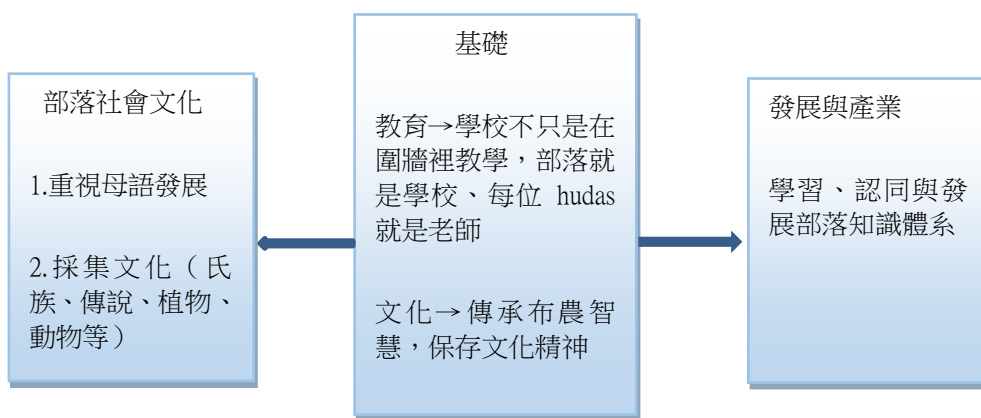 部落社會文化
1.重視母語發展
2.採集文化（氏
族、傳說、植物、
動物等）
基礎
教育→學校不只是在
圍牆裡教學，部落就
是學校、每位 hudas
就是老師
文化→傳承布農智
慧，保存文化精神
發展與產業
學習、認同與發
展部落知識體系